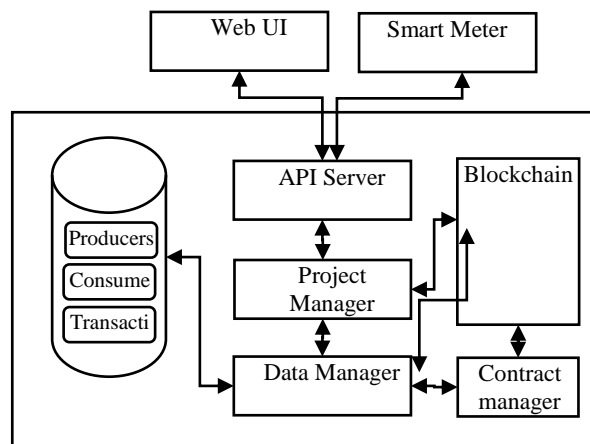 Web UI
Smart Meter
API Server
Blockchain
Producers
Consume
Transacti
Project
Manager
Data Manager
Contract
manager